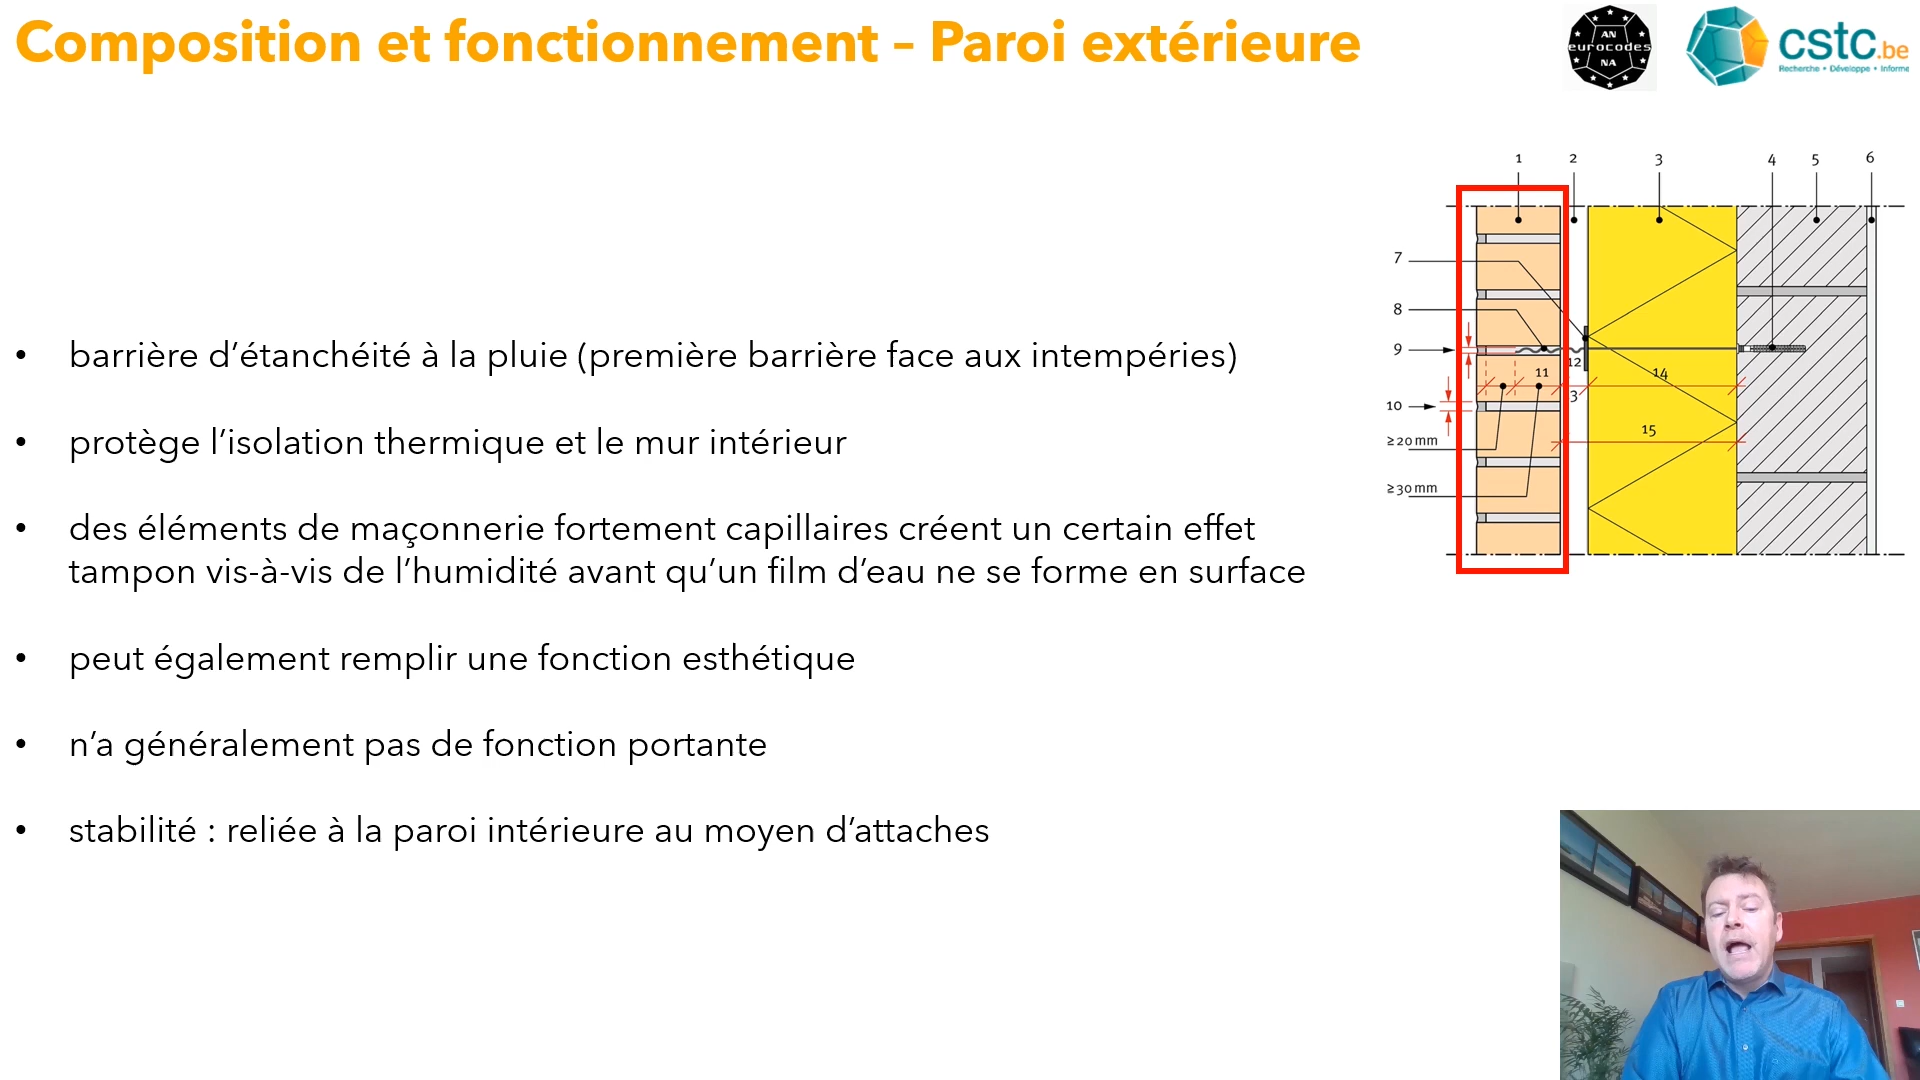 Composition et fonctionnement – Paroi extérieure
AN
eurocodes
NA
cstc.be
Recherche • Développe • Informe
1 2 3 4 5 6
7
8
9
10
11
12
3
14
15
≥20 mm
≥30 mm
• barrière d’étanchéité à la pluie (première barrière face aux intempéries)
• protège l’isolation thermique et le mur intérieur
• des éléments de maçonnerie fortement capillaires créent un certain effet
tampon vis-à-vis de l’humidité avant qu’un film d’eau ne se forme en surface
• peut également remplir une fonction esthétique
• n’a généralement pas de fonction portante
• stabilité : reliée à la paroi intérieure au moyen d’attaches